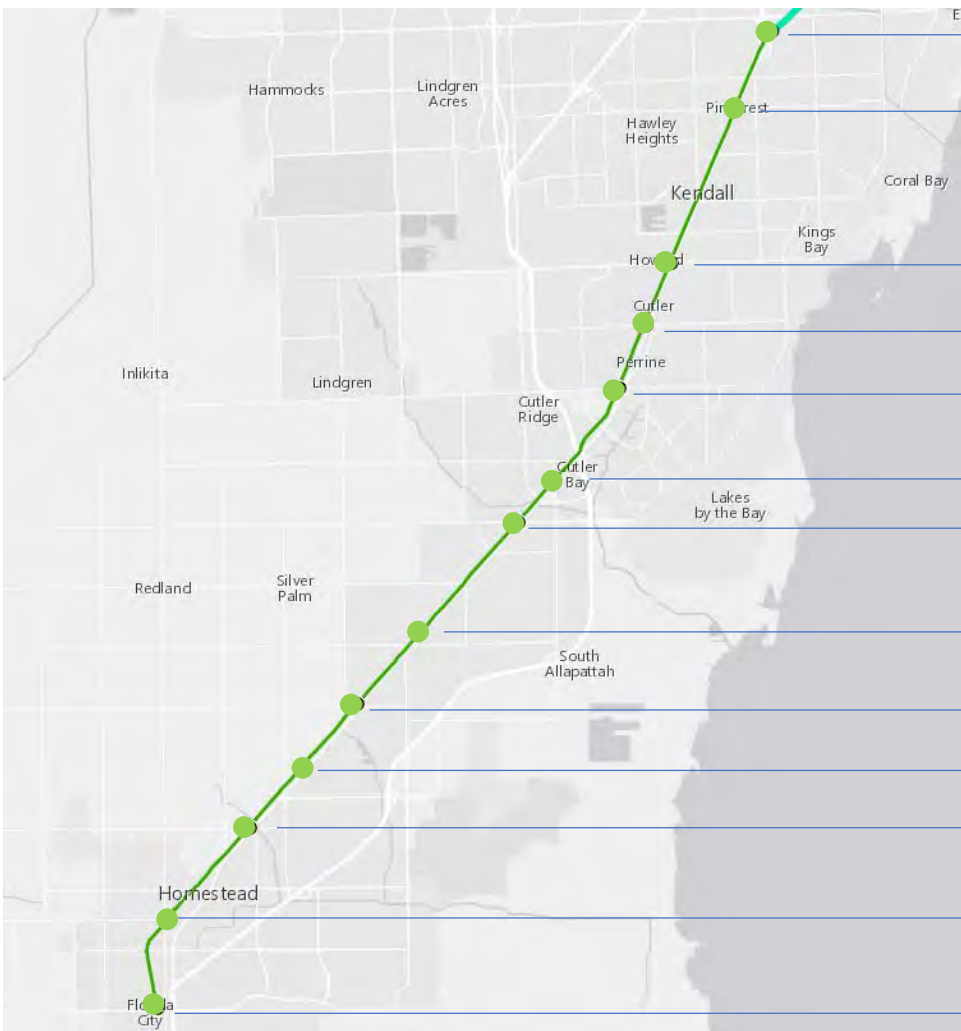 E
Hammocks
Lindgren
Acres
Hawley
Heights
Coral Bay
Kendall
Kings
Bay
Cutler
Perrine
Inlikita
Lindgren
Cutler
Ridge
Cutler
Bay
Lakes
by the Bay
Redland
Silver
Palm
South
Allapattah
Homestead
City